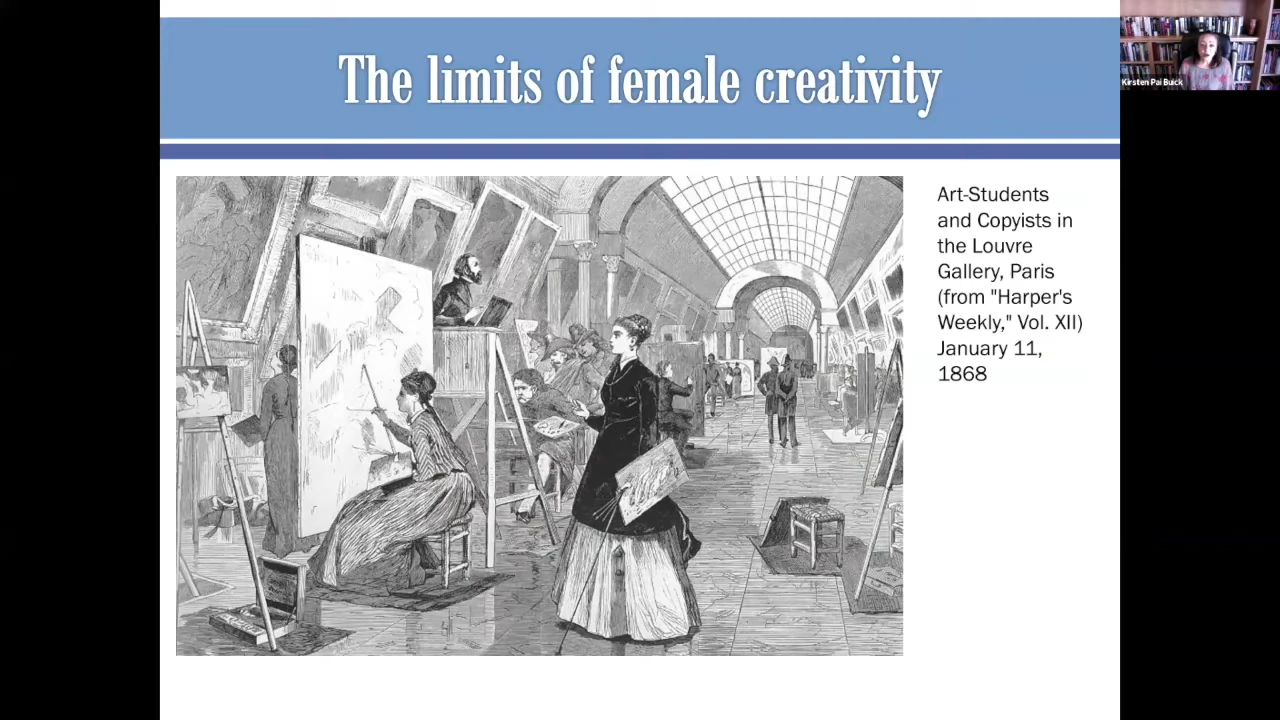 The limits of female creativity
Kirsten Pai Buick
Art-Students
and Copyists in
the Louvre
Gallery, Paris
(from "Harper's
Weekly," Vol. XII)
January 11,
1868